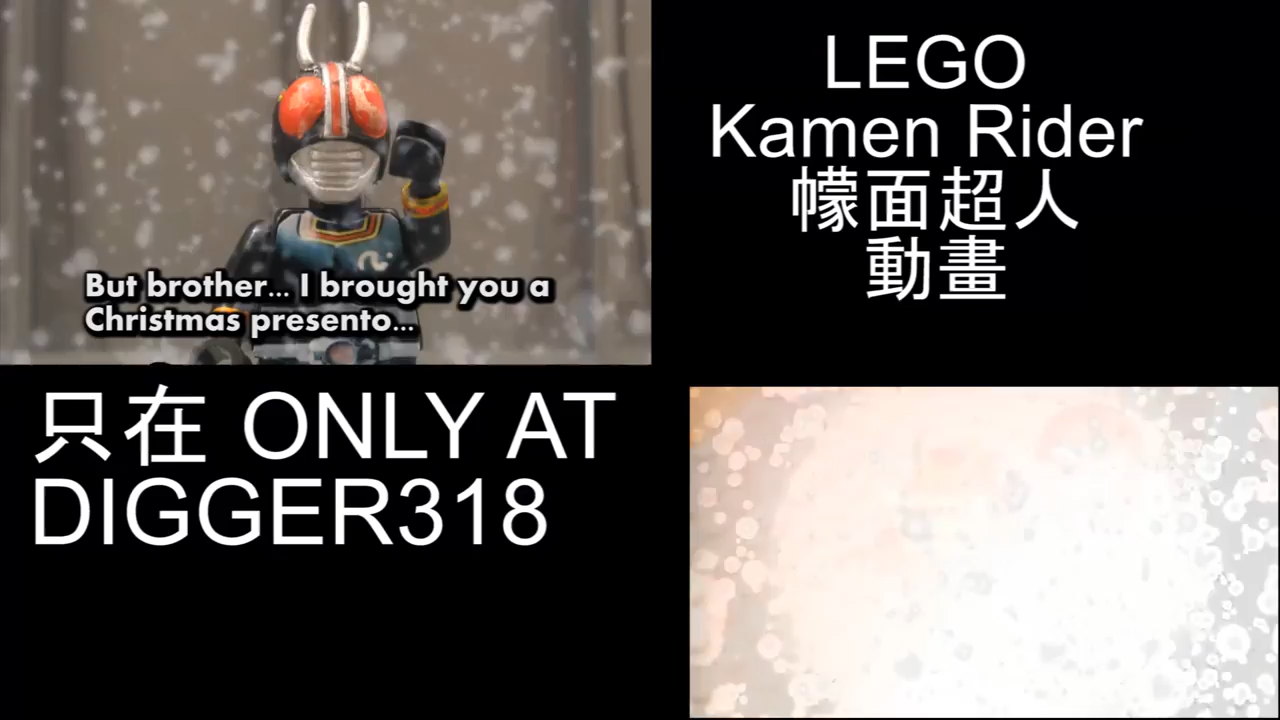 But brother... I brought you a
Christmas presento...
LEGO
Kamen Rider
幪面超人
動畫
只在 ONLY AT
DIGGER318